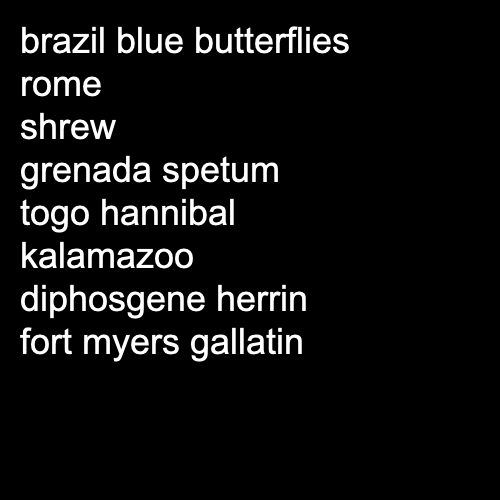 brazil blue butterflies
rome
shrew
grenada spetum
togo hannibal
kalamazoo
diphosgene herrin
fort myers gallatin